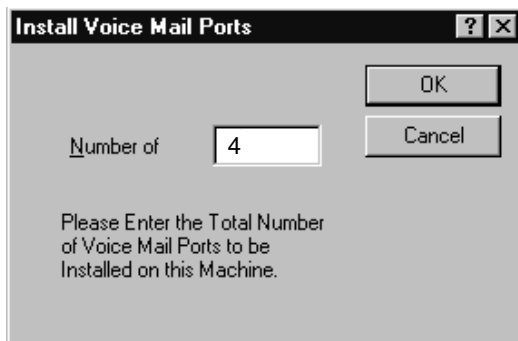 Install Voice Mail Ports
OK
Number of 4
Cancel
Please Enter the Total Number
of Voice Mail Ports to be
Installed on this Machine.